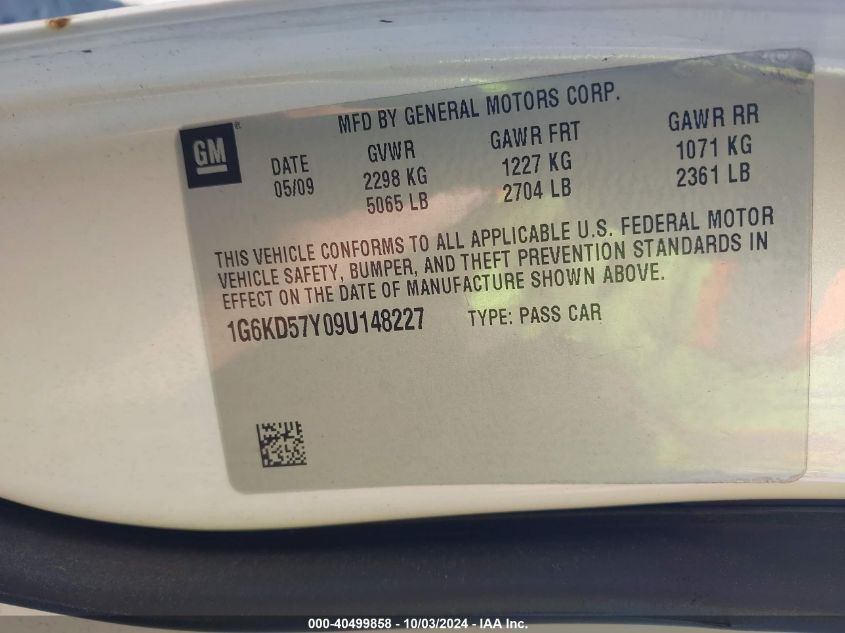 MFD BY GENERAL MOTORS CORP.
GM®
DATE GVWR GAWR FRT GAWR RR
05/09 2298 KG 1227 KG 1071 KG
5065 LB 2704 LB 2361 LB
THIS VEHICLE CONFORMS TO ALL APPLICABLE U.S. FEDERAL MOTOR
VEHICLE SAFETY, BUMPER, AND THEFT PREVENTION STANDARDS IN
EFFECT ON THE DATE OF MANUFACTURE SHOWN ABOVE.
1G6KD57Y09U148227 TYPE: PASS CAR
000-40499858 - 10/03/2024 - IAA Inc.